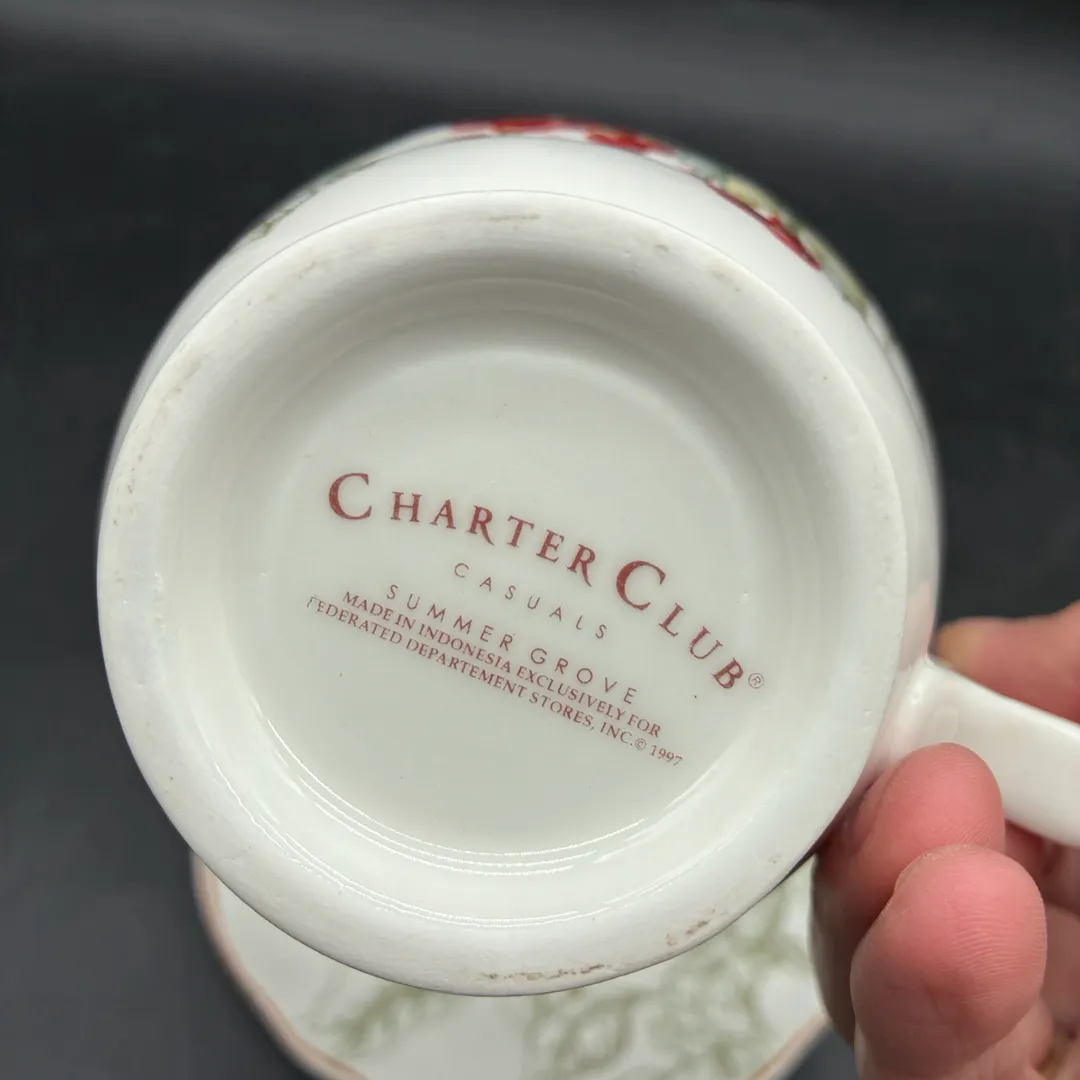 CHARTER CLUB®
CASUALS
SUMMER GROVE
MADE IN INDONESIA EXCLUSIVELY FOR
FEDERATED DEPARTEMENT STORES, INC.© 1997